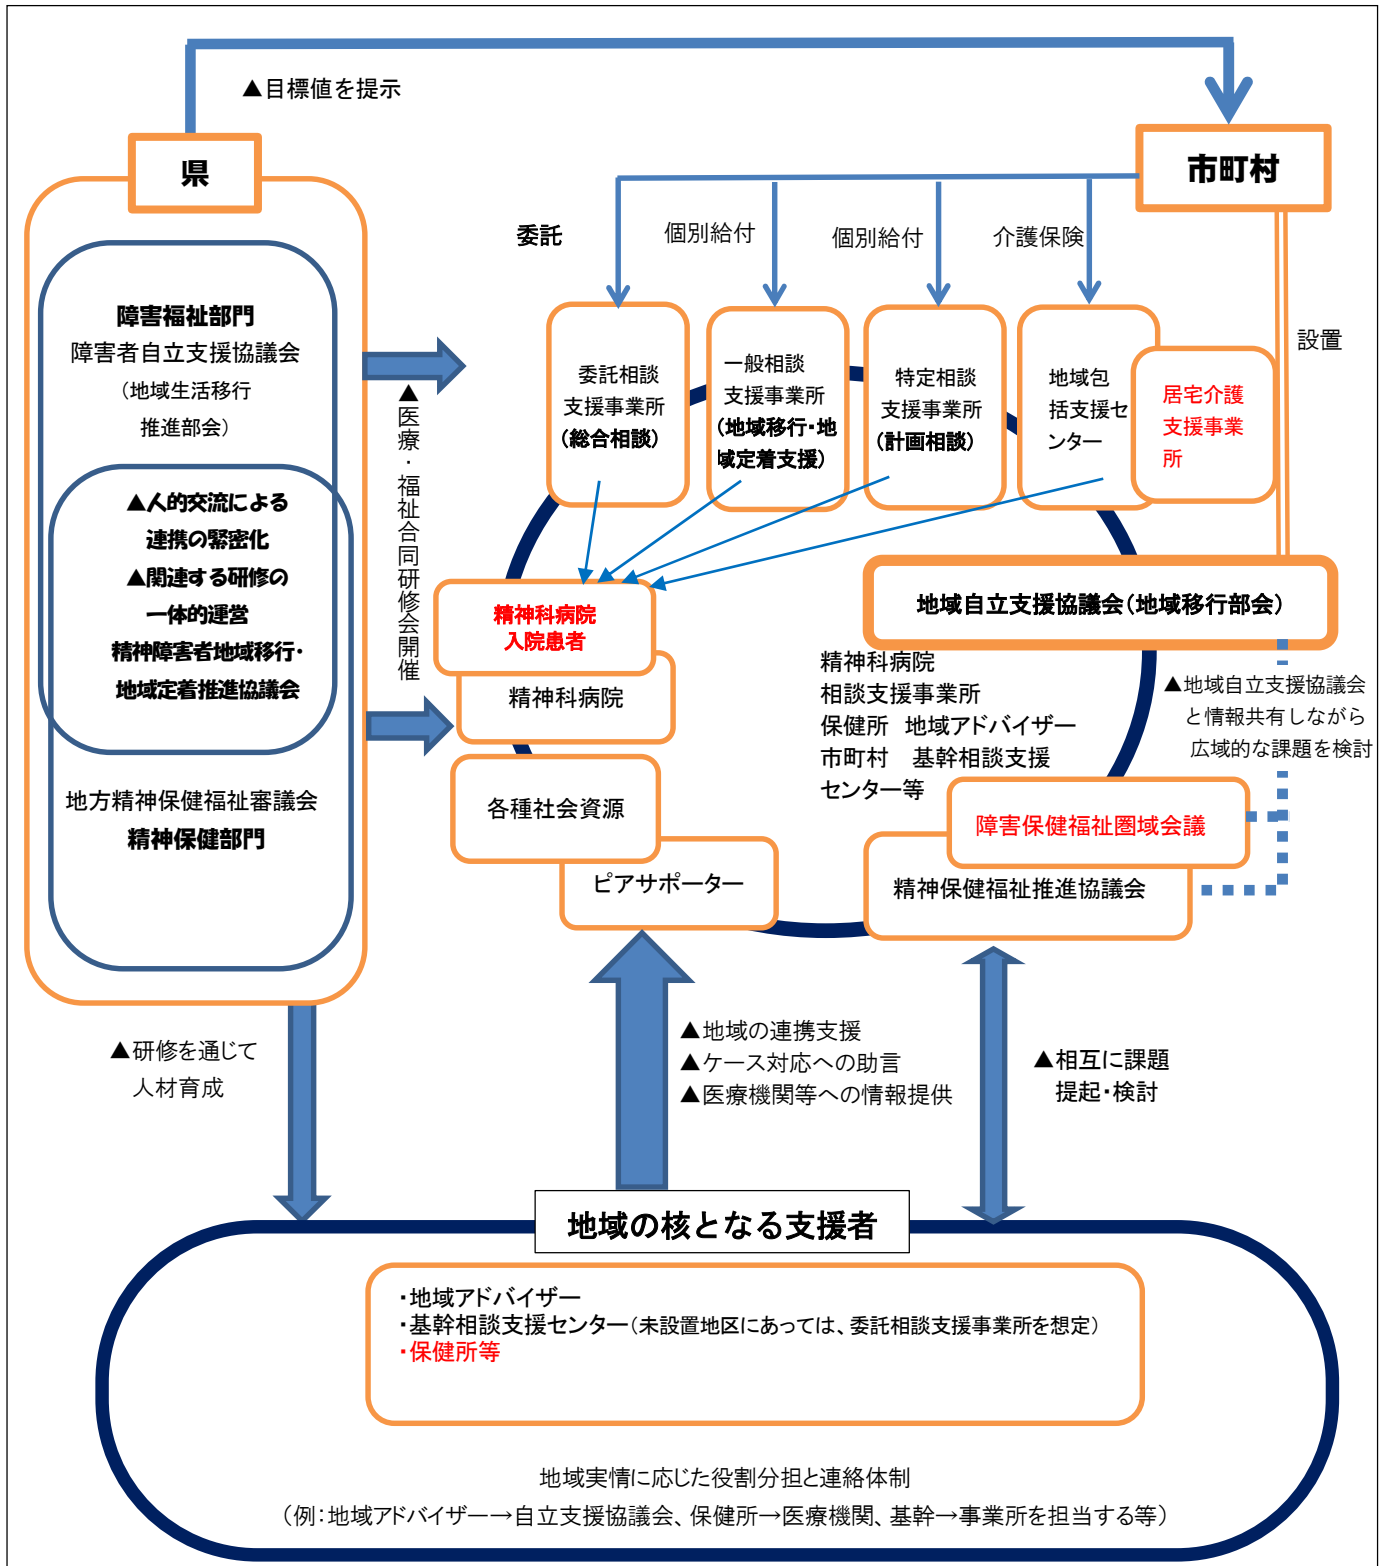 ▲目標値を提示
県
市町村
委託
個別給付
個別給付
介護保険
設置
障害福祉部門
障害者自立支援協議会
（地域生活移行
推進部会）
▲人的交流による
連携の緊密化
▲関連する研修の
一体的運営
精神障害者地域移行・
地域定着推進協議会
地方精神保健福祉審議会
精神保健部門
▲医療・福祉合同研修会開催
委託相談
支援事業所
（総合相談）
一般相談
支援事業所
（地域移行・地
域定着支援）
特定相談
支援事業所
（計画相談）
地域包
括支援セ
ンター
居宅介護
支援事業
所
精神科病院
入院患者
精神科病院
各種社会資源
ピアサポーター
地域自立支援協議会（地域移行部会）
精神科病院
相談支援事業所
保健所　地域アドバイザー
市町村　基幹相談支援
センター等
▲地域自立支援協議会
と情報共有しながら
広域的な課題を検討
障害保健福祉圏域会議
精神保健福祉推進協議会
▲研修を通じて
人材育成
▲地域の連携支援
▲ケース対応への助言
▲医療機関等への情報提供
▲相互に課題
提起・検討
地域の核となる支援者
・地域アドバイザー
・基幹相談支援センター（未設置地区にあっては、委託相談支援事業所を想定）
・保健所等
地域実情に応じた役割分担と連絡体制
（例：地域アドバイザー→自立支援協議会、保健所→医療機関、基幹→事業所を担当する等）